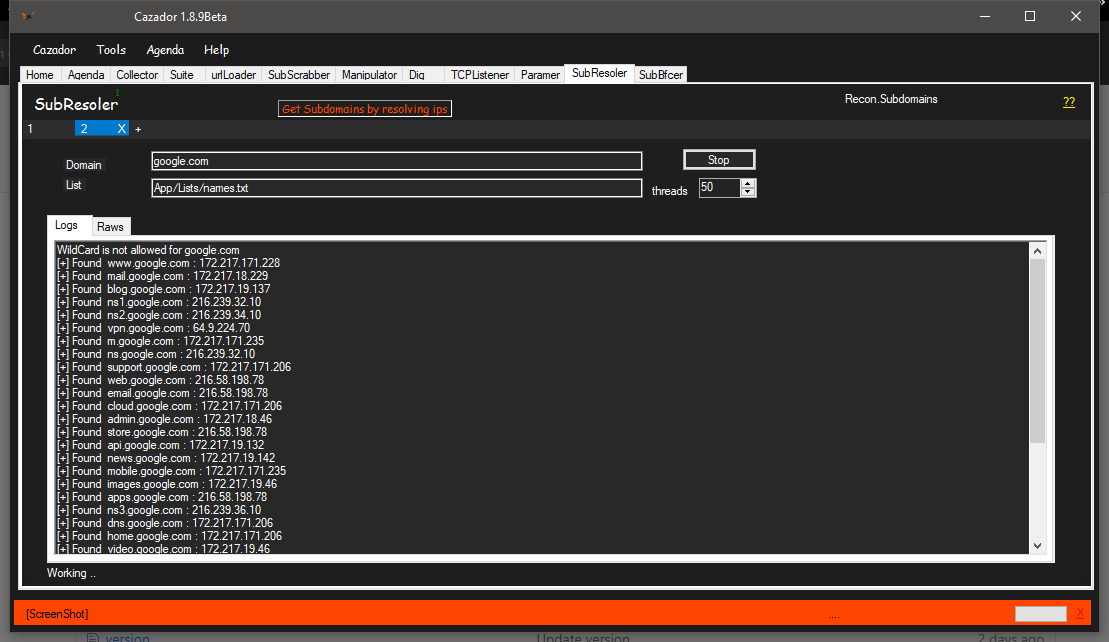 Cazador 1.8.9Beta
Cazador Tools Agenda Help
Home Agenda Collector Suite urlLoader SubScrabber Manipulator Dig TCPListener Paramer SubResoler SubBfcer
SubResoler
Get Subdomains by resolving ips
Recon.Subdomains
??
1 2 X +
Domain google.com Stop
List App/Lists/names.txt threads 50
Logs Raws
WildCard is not allowed for google.com
[+] Found www.google.com : 172.217.171.228
[+] Found mail.google.com : 172.217.18.229
[+] Found blog.google.com : 172.217.19.137
[+] Found ns1.google.com : 216.239.32.10
[+] Found ns2.google.com : 216.239.34.10
[+] Found vpn.google.com : 64.9.224.70
[+] Found m.google.com : 172.217.171.235
[+] Found ns.google.com : 216.239.32.10
[+] Found support.google.com : 172.217.171.206
[+] Found web.google.com : 216.58.198.78
[+] Found email.google.com : 216.58.198.78
[+] Found cloud.google.com : 172.217.171.206
[+] Found admin.google.com : 172.217.18.46
[+] Found store.google.com : 216.58.198.78
[+] Found api.google.com : 172.217.19.132
[+] Found news.google.com : 172.217.19.142
[+] Found mobile.google.com : 172.217.171.235
[+] Found images.google.com : 172.217.19.46
[+] Found apps.google.com : 216.58.198.78
[+] Found ns3.google.com : 216.239.36.10
[+] Found dns.google.com : 172.217.171.206
[+] Found home.google.com : 172.217.171.206
[+] Found video.google.com : 172.217.19.46
Working ..
[ScreenShot] .... X
version Update version 2 days ago